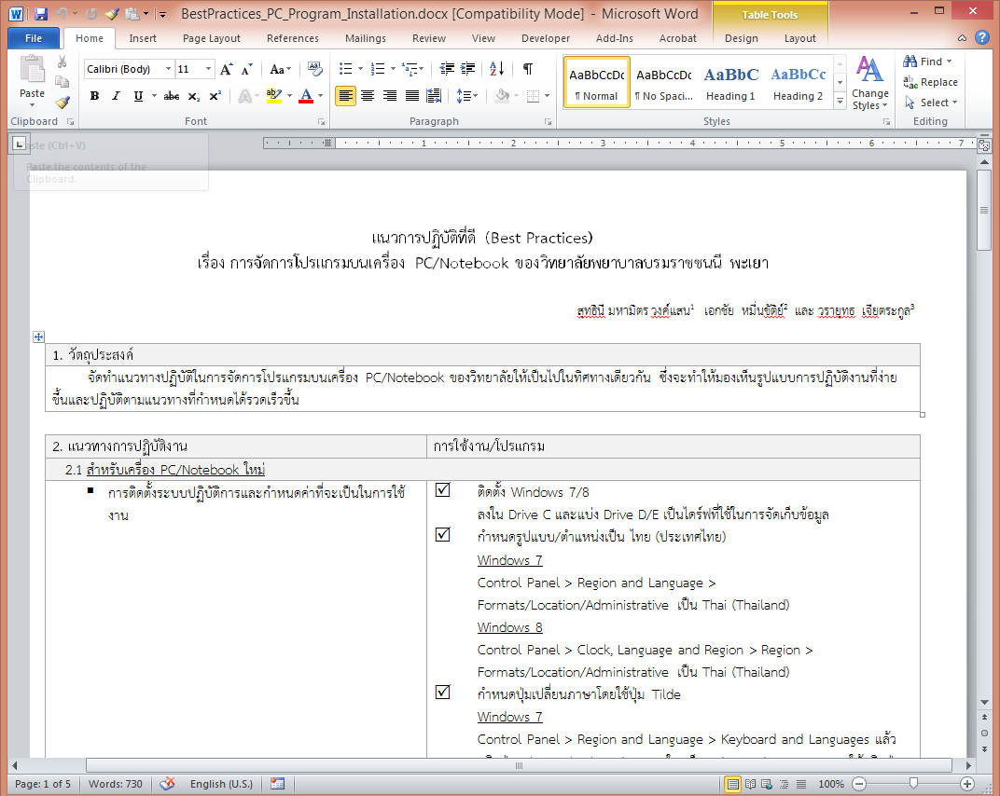 BestPractices_PC_Program_Installation.docx [Compatibility Mode] - Microsoft Word
Table Tools
File Home Insert Page Layout References Mailings Review View Developer Add-Ins Acrobat Design Layout
Calibri (Body) 11
AaBbCcDc AaBbCcDc AaBbC AaBbCc
Paste
¶ Normal ¶ No Spaci... Heading 1 Heading 2
Change Styles
Find
Replace
Select
Clipboard Font Paragraph Styles Editing
1 2 3 4 5 6 7
aste (Ctrl+V)
Paste the contents of the
Clipboard.
แนวการปฏิบัติที่ดี (Best Practices)
เรื่อง การจัดการโปรแกรมบนเครื่อง PC/Notebook ของวิทยาลัยพยาบาลบรมราชชนนี พะเยา
สุทธินี มหามิตร วงค์แสน1 เอกชัย หมื่นขัติย์2 และ วรายุทธ เจียตระกูล3
1. วัตถุประสงค์
จัดทำแนวทางปฏิบัติในการจัดการโปรแกรมบนเครื่อง PC/Notebook ของวิทยาลัยให้เป็นไปในทิศทางเดียวกัน ซึ่งจะทำให้มองเห็นรูปแบบการปฏิบัติงานที่ง่าย
ขึ้นและปฏิบัติตามแนวทางที่กำหนดได้รวดเร็วขึ้น
2. แนวทางการปฏิบัติงาน การใช้งาน/โปรแกรม
2.1 สำหรับเครื่อง PC/Notebook ใหม่
การติดตั้งระบบปฏิบัติการและกำหนดค่าที่จะเป็นในการใช้
งาน
ติดตั้ง Windows 7/8
ลงใน Drive C และแบ่ง Drive D/E เป็นไดร์ฟที่ใช้ในการจัดเก็บข้อมูล
กำหนดรูปแบบ/ตำแหน่งเป็น ไทย (ประเทศไทย)
Windows 7
Control Panel > Region and Language >
Formats/Location/Administrative เป็น Thai (Thailand)
Windows 8
Control Panel > Clock, Language and Region > Region >
Formats/Location/Administrative เป็น Thai (Thailand)
กำหนดปุ่มเปลี่ยนภาษาโดยใช้ปุ่ม Tilde
Windows 7
Control Panel > Region and Language > Keyboard and Languages แล้ว
Page: 1 of 5 Words: 730 English (U.S.) 100%